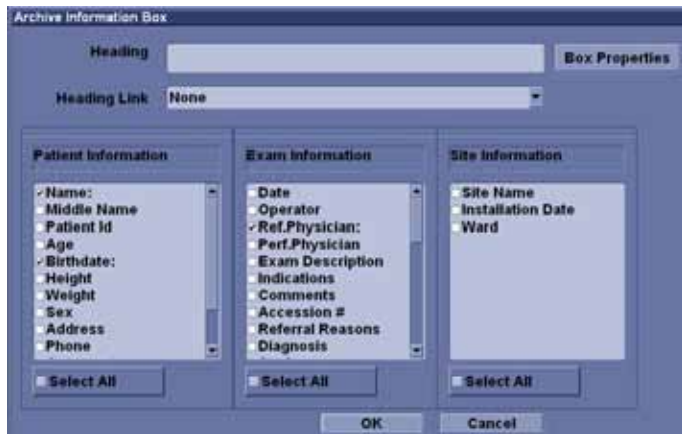 Archive Information Box
Heading
Box Properties
Heading Link None
Patient Information
Name:
Middle Name
Patient Id
Age
Birthdate:
Height
Weight
Sex
Address
Phone
Select All
Exam Information
Date
Operator
Ref.Physician:
Perf.Physician
Exam Description
Indications
Comments
Accession #
Referral Reasons
Diagnosis
Select All
Site Information
Site Name
Installation Date
Ward
Select All
OK
Cancel